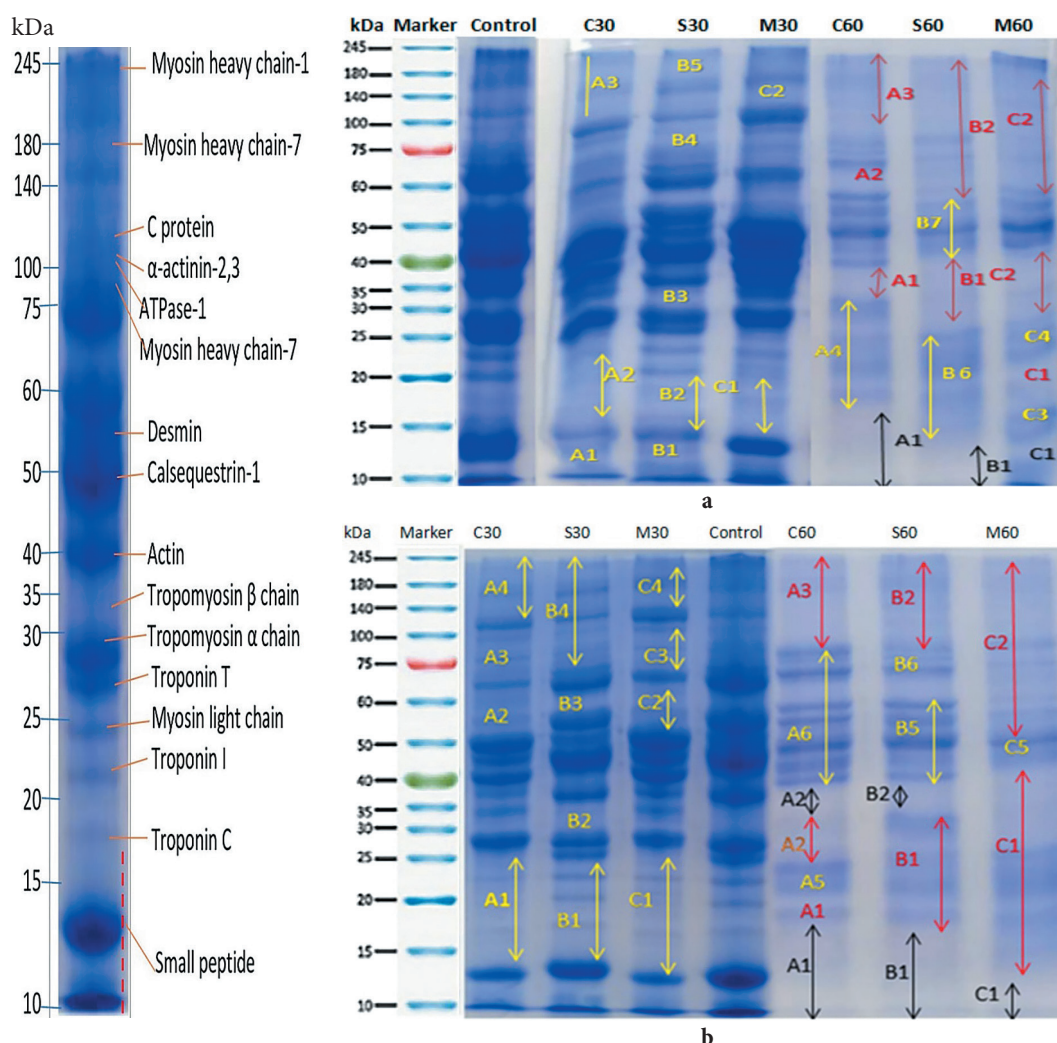 kDa
245
180
140
100
75
60
50
40
35
30
25
20
15
10
Myosin heavy chain-1
Myosin heavy chain-7
C protein
α-actinin-2,3
ATPase-1
Myosin heavy chain-7
Desmin
Calsequestrin-1
Actin
Tropomyosin β chain
Tropomyosin α chain
Troponin T
Myosin light chain
Troponin I
Troponin C
Small peptide
kDa Marker Control C30 S30 M30 C60 S60 M60
245
180
140
100
75
60
50
40
35
30
25
20
15
10
A3
A2
A1
B5
B4
B3
B2
B1
C2
C1
A3
A2
A1
A4
A1
B2
B7
B1
B6
B1
C2
C2
C4
C1
C3
C1
a
kDa Marker C30 S30 M30 Control C60 S60 M60
245
180
140
100
75
60
50
40
35
30
25
20
15
10
A4
A3
A2
A1
B4
B3
B2
B1
C4
C3
C2
C1
A3
A6
A2
A2
A5
A1
A1
B2
B6
B5
B2
B1
B1
C2
C5
C1
C1
b